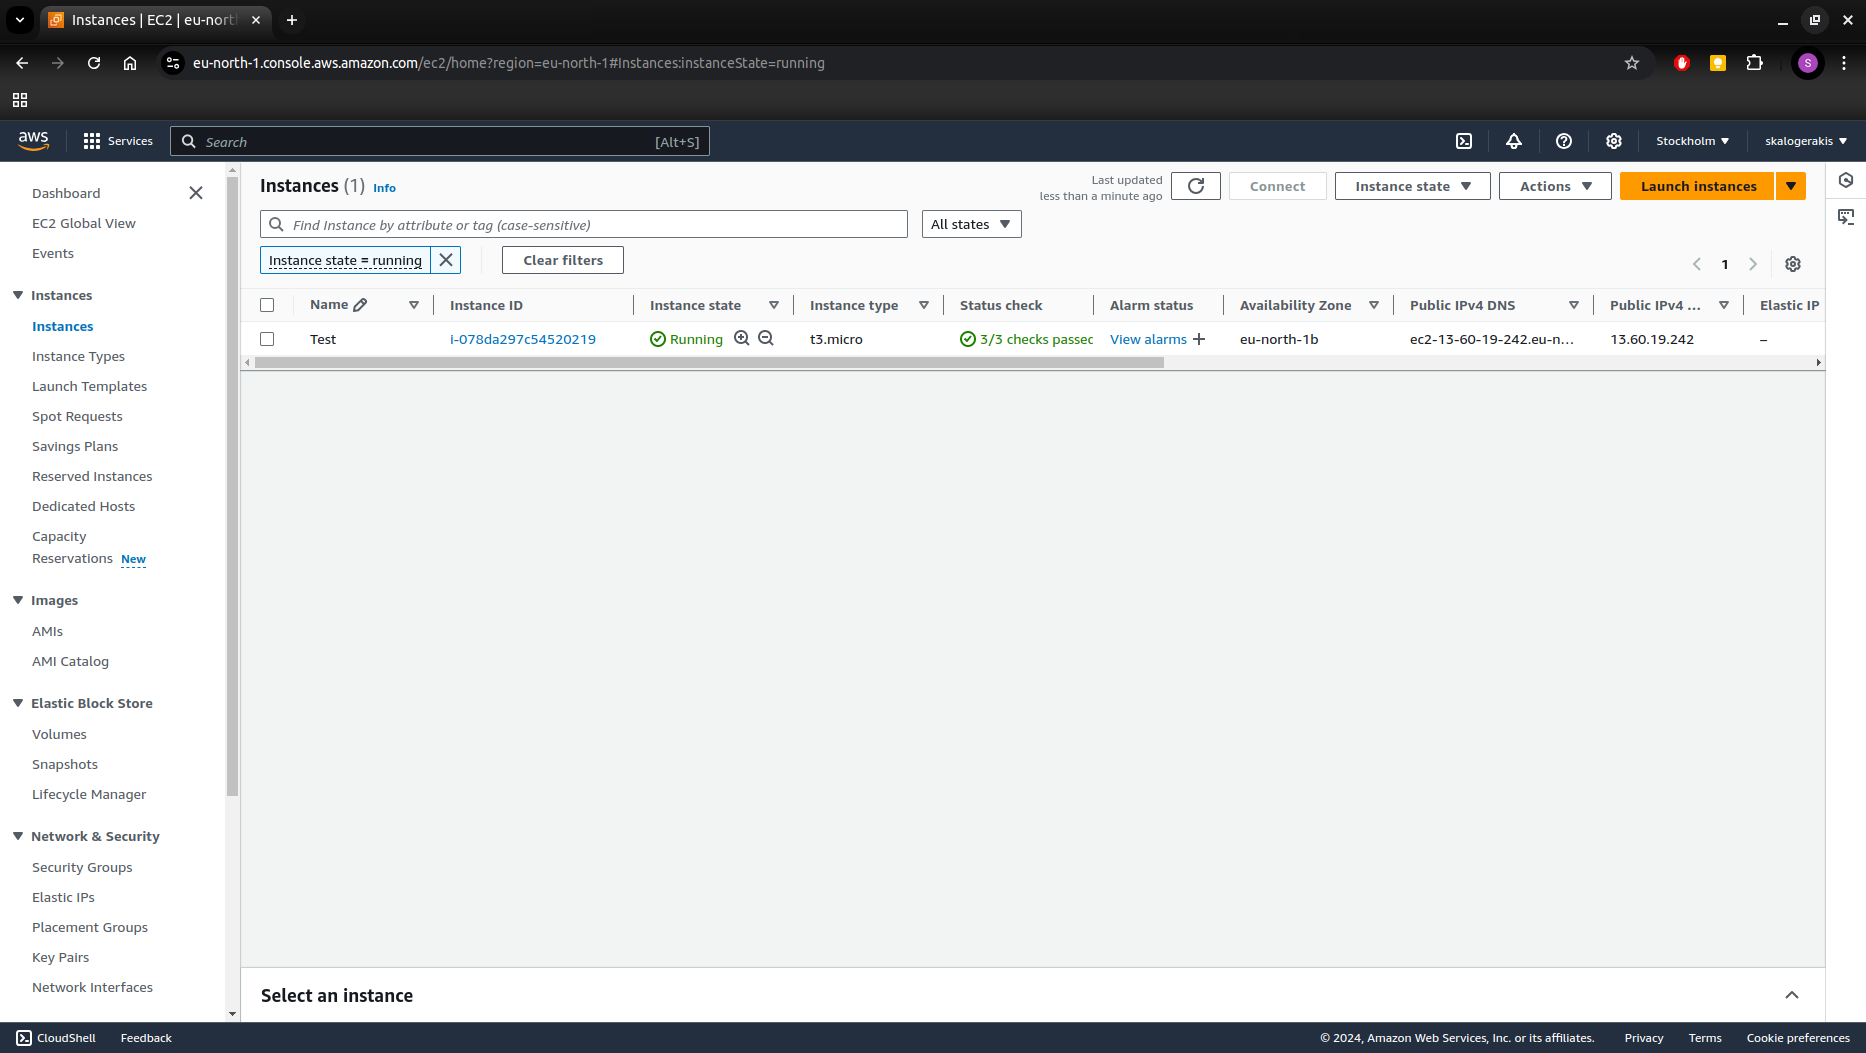 Instances | EC2 | eu-nort
eu-north-1.console.aws.amazon.com/ec2/home?region=eu-north-1#Instances:instanceState=running
S
aws
Services
Search
[Alt+S]
Stockholm
skalogerakis
Dashboard
EC2 Global View
Events
Instances
Instances
Instance Types
Launch Templates
Spot Requests
Savings Plans
Reserved Instances
Dedicated Hosts
Capacity
Reservations New
Images
AMIs
AMI Catalog
Elastic Block Store
Volumes
Snapshots
Lifecycle Manager
Network & Security
Security Groups
Elastic IPs
Placement Groups
Key Pairs
Network Interfaces
Instances (1) Info
Last updated
less than a minute ago
Connect
Instance state
Actions
Launch instances
Find Instance by attribute or tag (case-sensitive)
All states
Instance state = running
Clear filters
1
Name Instance ID Instance state Instance type Status check Alarm status Availability Zone Public IPv4 DNS Public IPv4 ... Elastic IP
Test i-078da297c54520219 Running t3.micro 3/3 checks passec View alarms + eu-north-1b ec2-13-60-19-242.eu-n... 13.60.19.242 –
Select an instance
CloudShell Feedback © 2024, Amazon Web Services, Inc. or its affiliates. Privacy Terms Cookie preferences